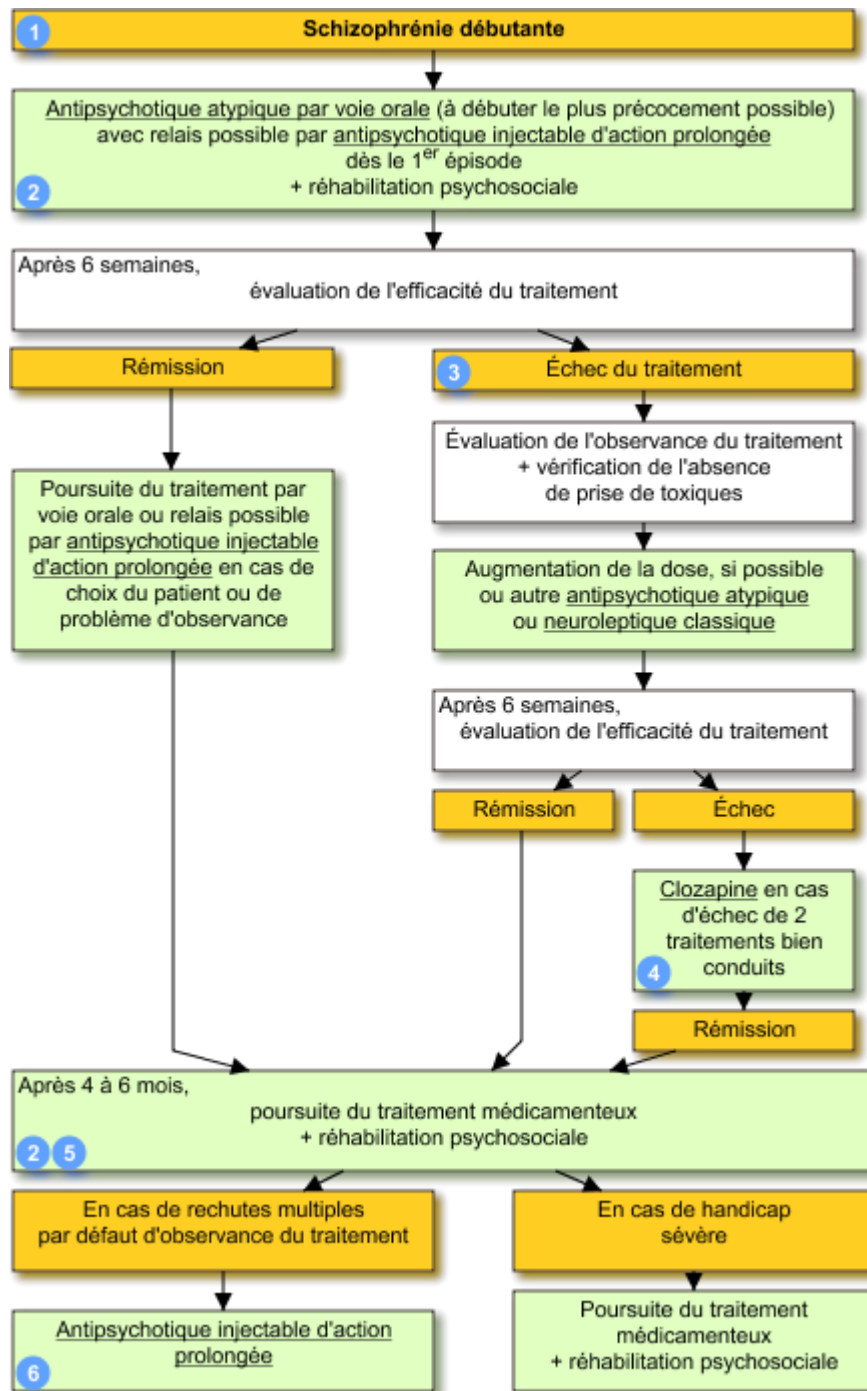 1 Schizophrénie débutante
Antipsychotique atypique par voie orale (à débuter le plus précocement possible)
avec relais possible par antipsychotique injectable d'action prolongée
dès le 1er épisode
2 + réhabilitation psychosociale
Après 6 semaines,
évaluation de l'efficacité du traitement
Rémission
3 Échec du traitement
Évaluation de l'observance du traitement
+ vérification de l'absence
de prise de toxiques
Poursuite du traitement par
voie orale ou relais possible
par antipsychotique injectable
d'action prolongée en cas de
choix du patient ou de
problème d'observance
Augmentation de la dose, si possible
ou autre antipsychotique atypique
ou neuroleptique classique
Après 6 semaines,
évaluation de l'efficacité du traitement
Rémission
Échec
Clozapine en cas
d'échec de 2
traitements bien
4 conduits
Rémission
Après 4 à 6 mois,
poursuite du traitement médicamenteux
+ réhabilitation psychosociale
2 5
En cas de rechutes multiples
par défaut d'observance du traitement
En cas de handicap
sévère
Antipsychotique injectable d'action
prolongée
6
Poursuite du traitement
médicamenteux
+ réhabilitation psychosociale